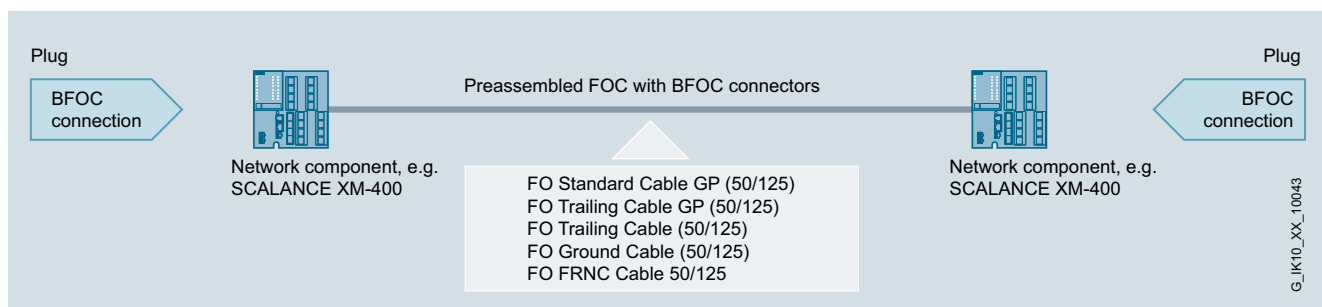 Plug
Plug
BFOC
connection
Preassembled FOC with BFOC connectors
BFOC
connection
Network component, e.g.
SCALANCE XM-400
Network component, e.g.
SCALANCE XM-400
FO Standard Cable GP (50/125)
FO Trailing Cable GP (50/125)
FO Trailing Cable (50/125)
FO Ground Cable (50/125)
FO FRNC Cable 50/125
G_IK10_XX_10043